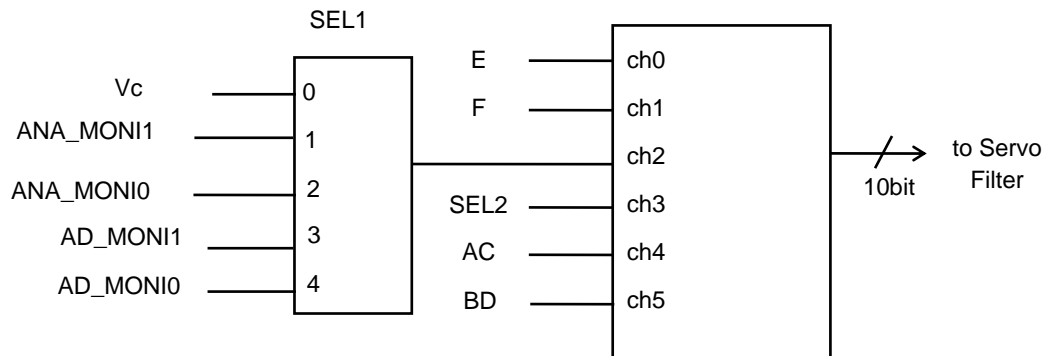 SEL1
Vc
0
ANA_MONI1
1
ANA_MONI0
2
AD_MONI1
3
AD_MONI0
4
E
ch0
F
ch1
ch2
SEL2
ch3
AC
ch4
BD
ch5
10bit
to Servo
Filter